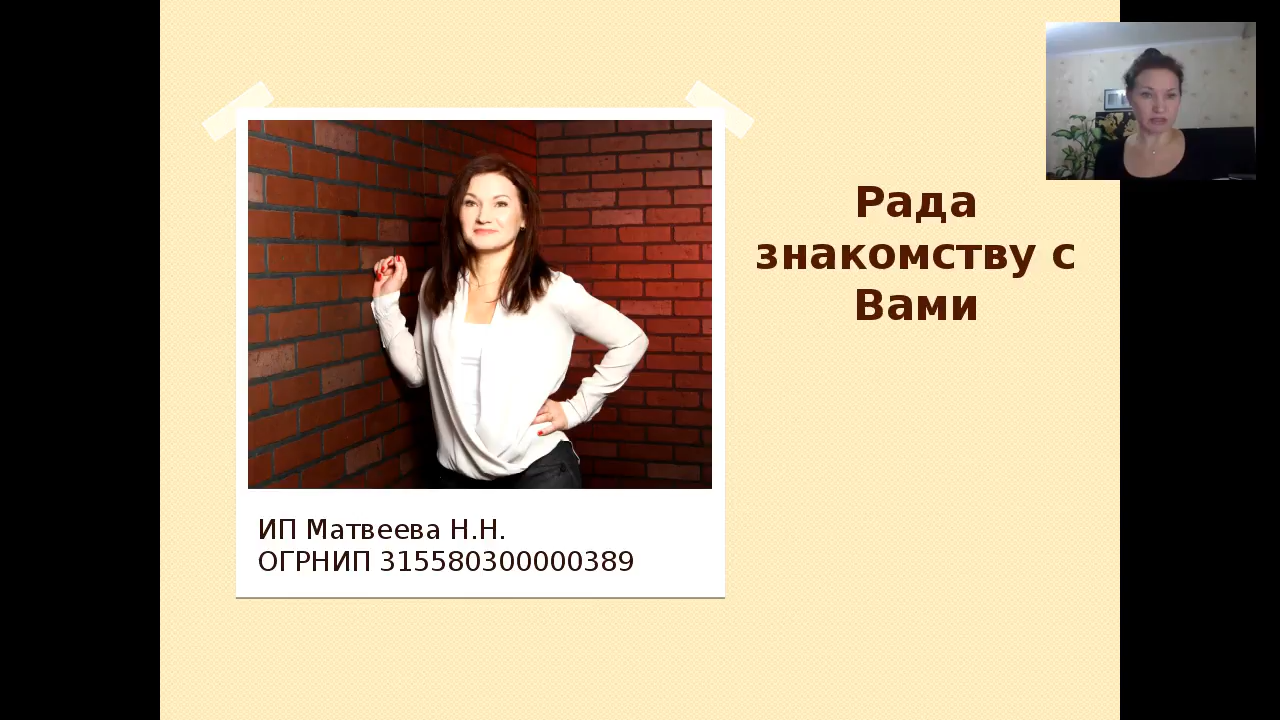 Рада
знакомству с
Вами
ИП Матвеева Н.Н.
ОГРНИП 315580300000389